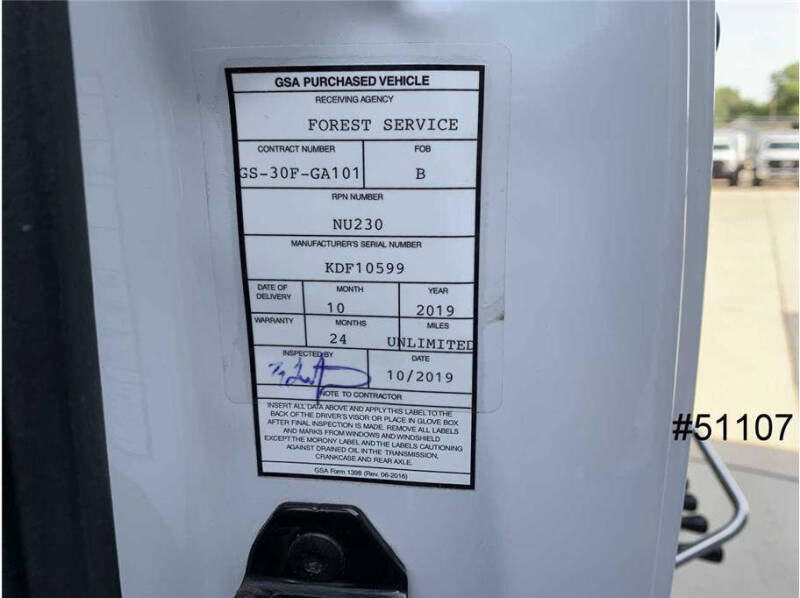 GSA PURCHASED VEHICLE
RECEIVING AGENCY
FOREST SERVICE
CONTRACT NUMBER FOB
GS-30F-GA101 B
RPN NUMBER
NU230
MANUFACTURER'S SERIAL NUMBER
KDF10599
DATE OF DELIVERY MONTH YEAR
10 2019
WARRANTY MONTHS MILES
24 UNLIMITED
INSPECTED BY DATE
10/2019
NOTE TO CONTRACTOR
INSERT ALL DATA ABOVE AND APPLY THIS LABEL TO THE
BACK OF THE DRIVER'S VISOR OR PLACE IN GLOVE BOX
AFTER FINAL INSPECTION IS MADE. REMOVE ALL LABELS
AND MARKS FROM WINDOWS AND WINDSHIELD
EXCEPT THE MORONY LABEL AND THE LABELS CAUTIONING
AGAINST DRAINED OIL IN THE TRANSMISSION,
CRANKCASE AND REAR AXLE.
GSA Form 1398 (Rev. 06-2016)
#51107